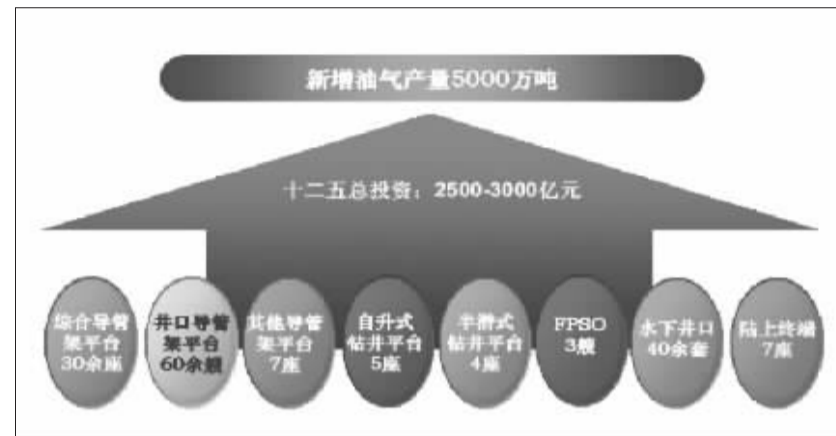 新增油气产量5000万吨
十二五总投资：2500-3000亿元
综合导管
架平台
30余座
井口导管
架平台
60余艘
其他导管
架平台
7座
自升式
钻井平台
5座
半潜式
钻井平台
4座
FPSO
3艘
水下井口
40余套
陆上终端
7座